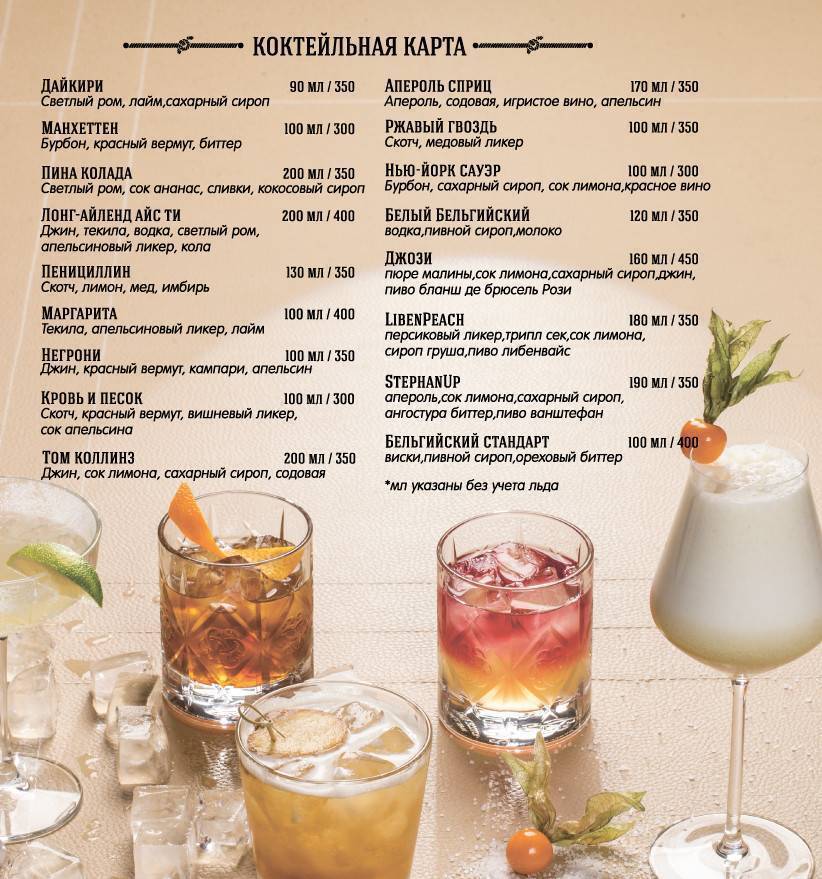 КОКТЕЙЛЬНАЯ КАРТА
ДАЙКИРИ 90 МЛ / 350
Светлый ром, лайм,сахарный сироп
МАНХЕТТЕН 100 МЛ / 300
Бурбон, красный вермут, биттер
ПИНА КОЛАДА 200 МЛ / 350
Светлый ром, сок ананас, сливки, кокосовый сироп
ЛОНГ-АЙЛЕНД АЙС ТИ 200 МЛ / 400
Джин, текила, водка, светлый ром,
апельсиновый ликер, кола
ПЕНИЦИЛЛИН 130 МЛ / 350
Скотч, лимон, мед, имбирь
МАРГАРИТА 100 МЛ / 400
Текила, апельсиновый ликер, лайм
НЕГРОНИ 100 МЛ / 350
Джин, красный вермут, кампари, апельсин
КРОВЬ И ПЕСОК 100 МЛ / 300
Скотч, красный вермут, вишневый ликер,
сок апельсина
ТОМ КОЛЛИНЗ 200 МЛ / 350
Джин, сок лимона, сахарный сироп, содовая
АПЕРОЛЬ СПРИЦ 170 МЛ / 350
Апероль, содовая, игристое вино, апельсин
РЖАВЫЙ ГВОЗДЬ 100 МЛ / 350
Скотч, медовый ликер
НЬЮ-ЙОРК САУЭР 100 МЛ / 300
Бурбон, сахарный сироп, сок лимона,красное вино
БЕЛЫЙ БЕЛЬГИЙСКИЙ 120 МЛ / 350
водка,пивной сироп,молоко
ДЖОЗИ 160 МЛ / 450
пюре малины,сок лимона,сахарный сироп,джин,
пиво бланш де брюсель Рози
LIBENPEACH 180 МЛ / 350
персиковый ликер,трипл сек,сок лимона,
сироп груша,пиво либенвайс
STEPHANUP 190 МЛ / 350
апероль,сок лимона,сахарный сироп,
ангостура биттер,пиво ванштефан
БЕЛЬГИЙСКИЙ СТАНДАРТ 100 МЛ / 400
виски,пивной сироп,ореховый биттер
*мл указаны без учета льда